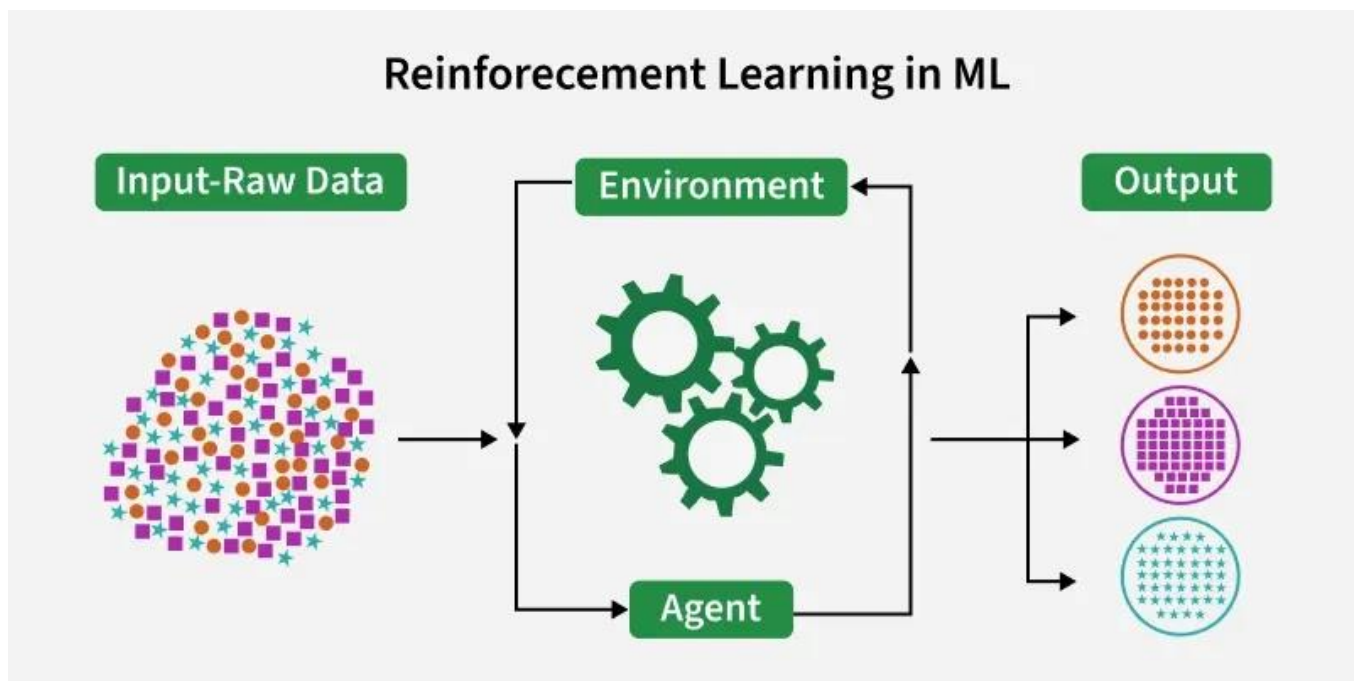 Reinforecement Learning in ML
Input-Raw Data
Environment
Output
Agent